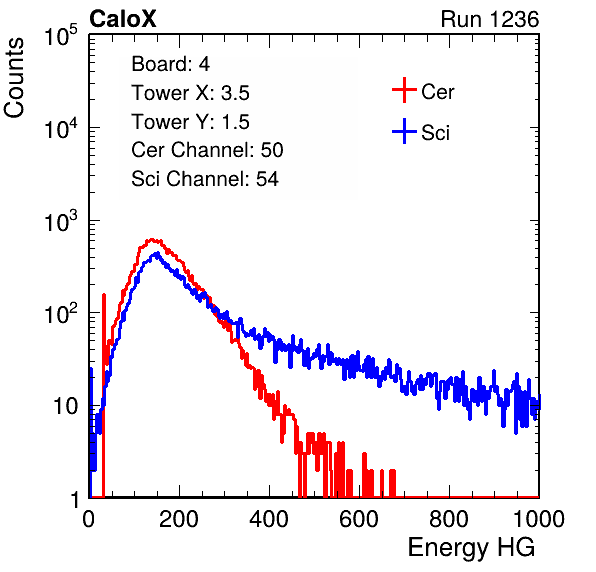 CaloX Run 1236
Counts
Board: 4
Tower X: 3.5
Tower Y: 1.5
Cer Channel: 50
Sci Channel: 54
Cer
Sci
10^5
10^4
10^3
10^2
10
1
0 200 400 600 800 1000
Energy HG